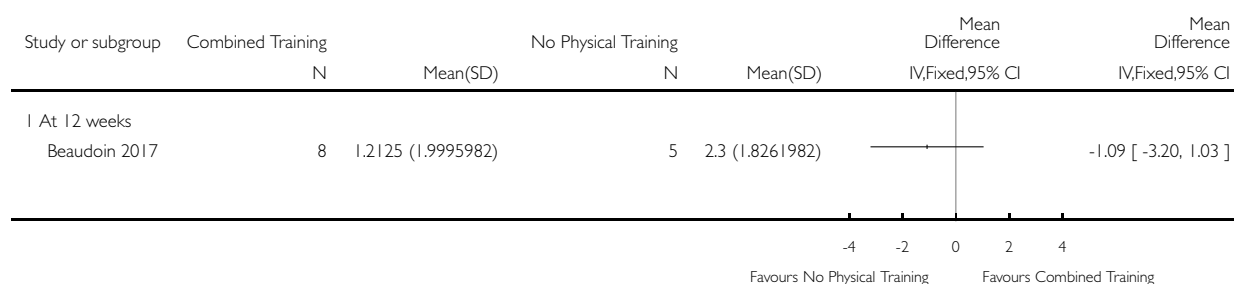 Study or subgroup Combined Training No Physical Training Mean Difference Mean Difference
N Mean(SD) N Mean(SD) IV,Fixed,95% CI IV,Fixed,95% CI
1 At 12 weeks
Beaudoin 2017 8 1.2125 (1.9995982) 5 2.3 (1.8261982) -1.09 [ -3.20, 1.03 ]
-4 -2 0 2 4
Favours No Physical Training Favours Combined Training